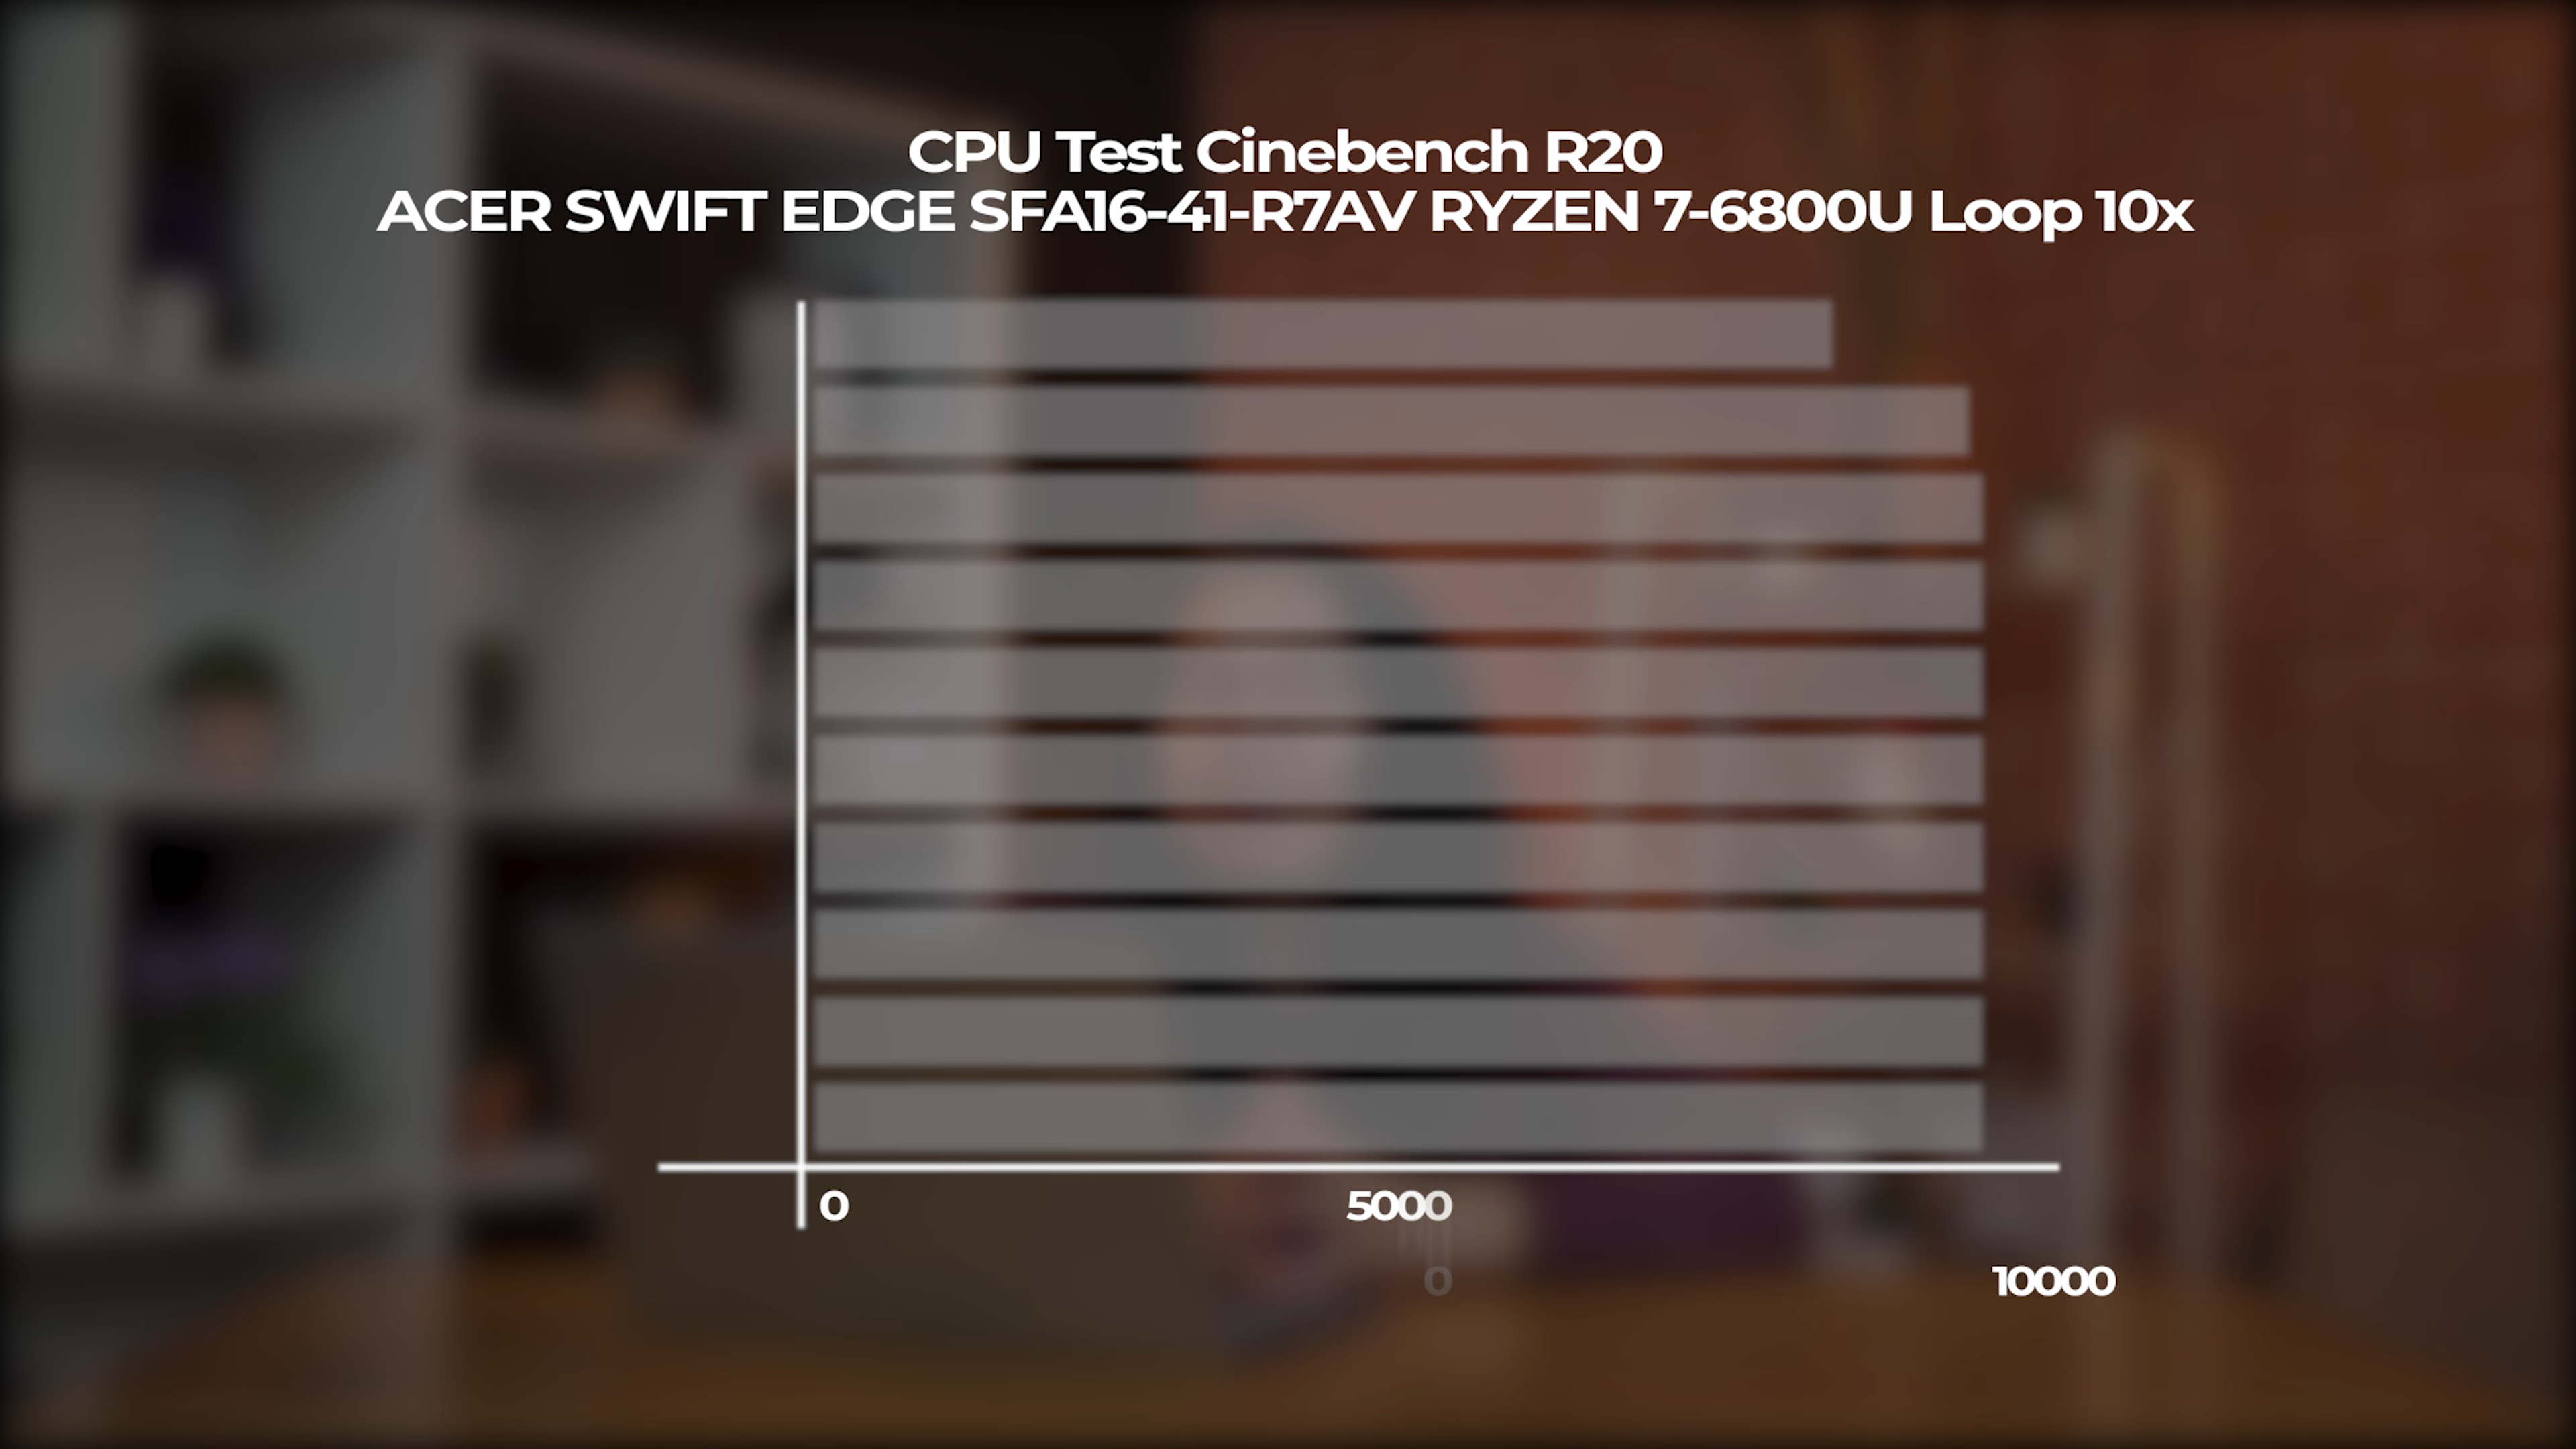 CPU Test Cinebench R20
ACER SWIFT EDGE SFA16-41-R7AV RYZEN 7-6800U Loop 10x
0
5000
0
10000